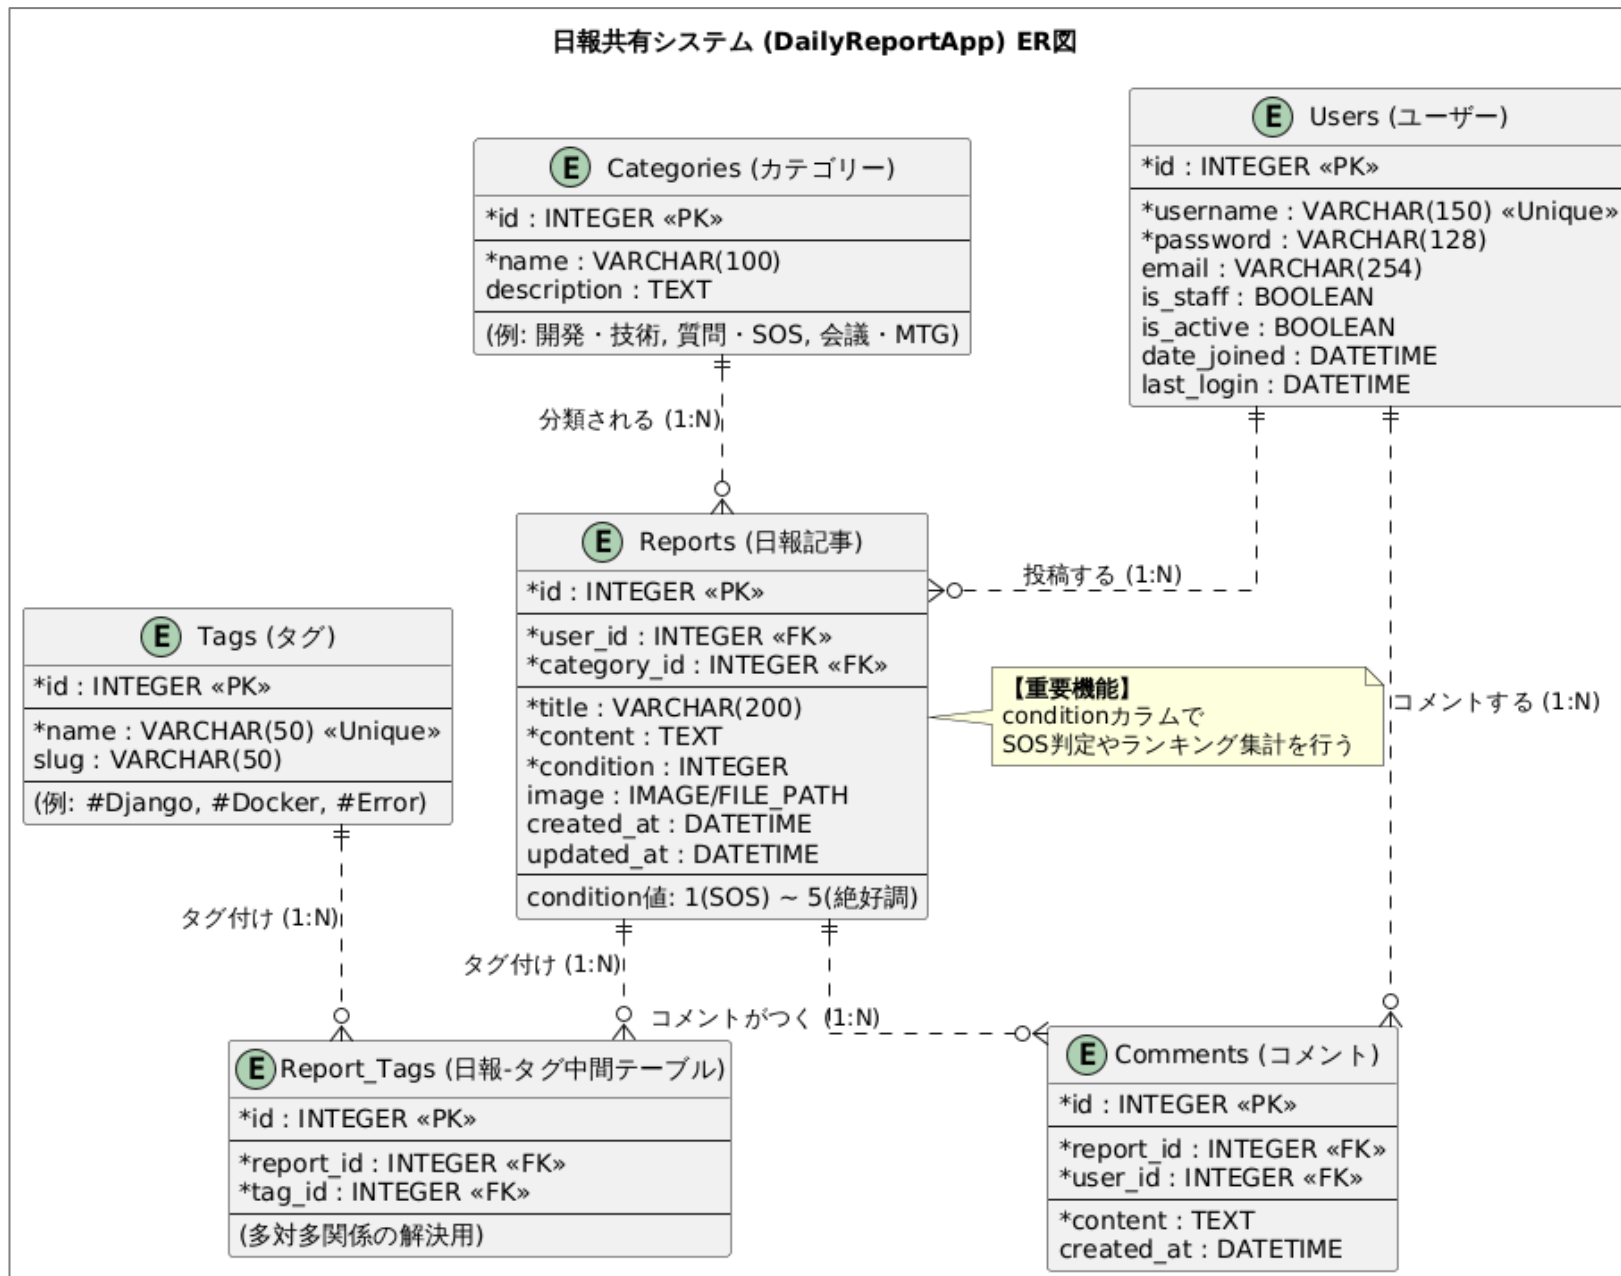 日報共有システム (DailyReportApp) ER図
E Categories (カテゴリー)
*id : INTEGER «PK»
*name : VARCHAR(100)
description : TEXT
(例: 開発・技術, 質問・SOS, 会議・MTG)
E Users (ユーザー)
*id : INTEGER «PK»
*username : VARCHAR(150) «Unique»
*password : VARCHAR(128)
email : VARCHAR(254)
is_staff : BOOLEAN
is_active : BOOLEAN
date_joined : DATETIME
last_login : DATETIME
分類される (1:N)
E Reports (日報記事)
*id : INTEGER «PK»
*user_id : INTEGER «FK»
*category_id : INTEGER «FK»
*title : VARCHAR(200)
*content : TEXT
*condition : INTEGER
image : IMAGE/FILE_PATH
created_at : DATETIME
updated_at : DATETIME
condition値: 1(SOS) ~ 5(絶好調)
投稿する (1:N)
E Tags (タグ)
*id : INTEGER «PK»
*name : VARCHAR(50) «Unique»
slug : VARCHAR(50)
(例: #Django, #Docker, #Error)
【重要機能】
conditionカラムで
SOS判定やランキング集計を行う
コメントする (1:N)
タグ付け (1:N)
タグ付け (1:N)
コメントがつく (1:N)
E Report_Tags (日報-タグ中間テーブル)
*id : INTEGER «PK»
*report_id : INTEGER «FK»
*tag_id : INTEGER «FK»
(多対多関係の解決用)
E Comments (コメント)
*id : INTEGER «PK»
*report_id : INTEGER «FK»
*user_id : INTEGER «FK»
*content : TEXT
created_at : DATETIME